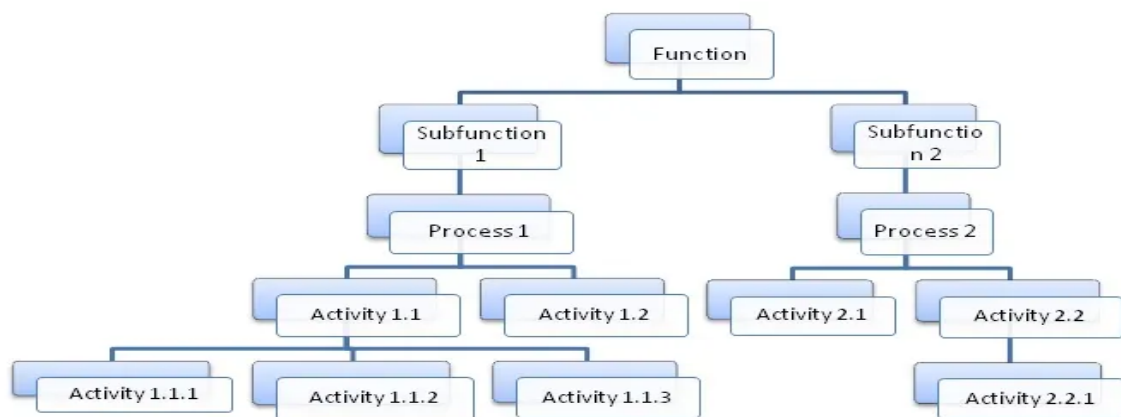 Function
Subfunction
1
Subfunctio
n 2
Process 1
Process 2
Activity 1.1
Activity 1.2
Activity 2.1
Activity 2.2
Activity 1.1.1
Activity 1.1.2
Activity 1.1.3
Activity 2.2.1